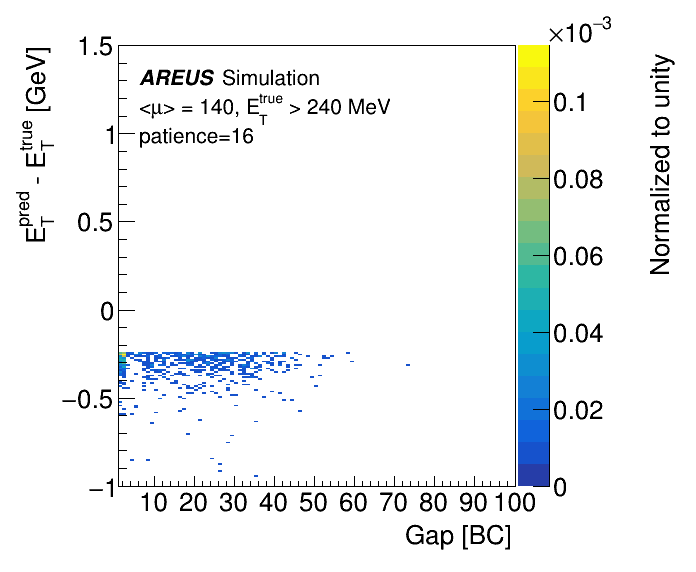 ×10⁻³
AREUS Simulation
<μ> = 140, E_T^true > 240 MeV
patience=16
E_T^pred - E_T^true [GeV]
1.5
1
0.5
0
−0.5
−1
10 20 30 40 50 60 70 80 90 100
Gap [BC]
0.1
0.08
0.06
0.04
0.02
0
Normalized to unity